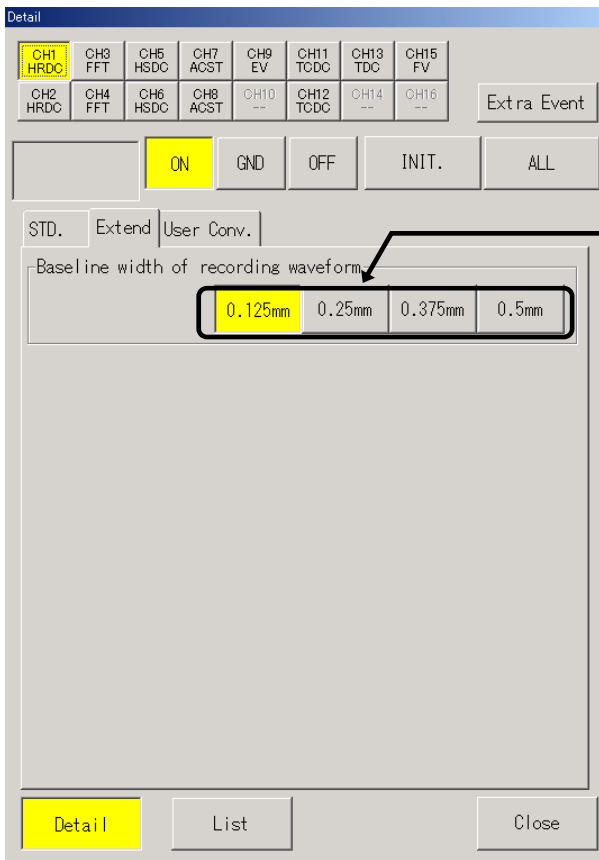 Detail
CH1 HRDC CH3 FFT CH5 HSDC CH7 ACST CH9 EV CH11 TCDC CH13 TDC CH15 FV
CH2 HRDC CH4 FFT CH6 HSDC CH8 ACST CH10 -- CH12 TCDC CH14 -- CH16 -- Extra Event
ON GND OFF INIT. ALL
STD. Extend User Conv.
Baseline width of recording waveform
0.125mm 0.25mm 0.375mm 0.5mm
Detail List Close